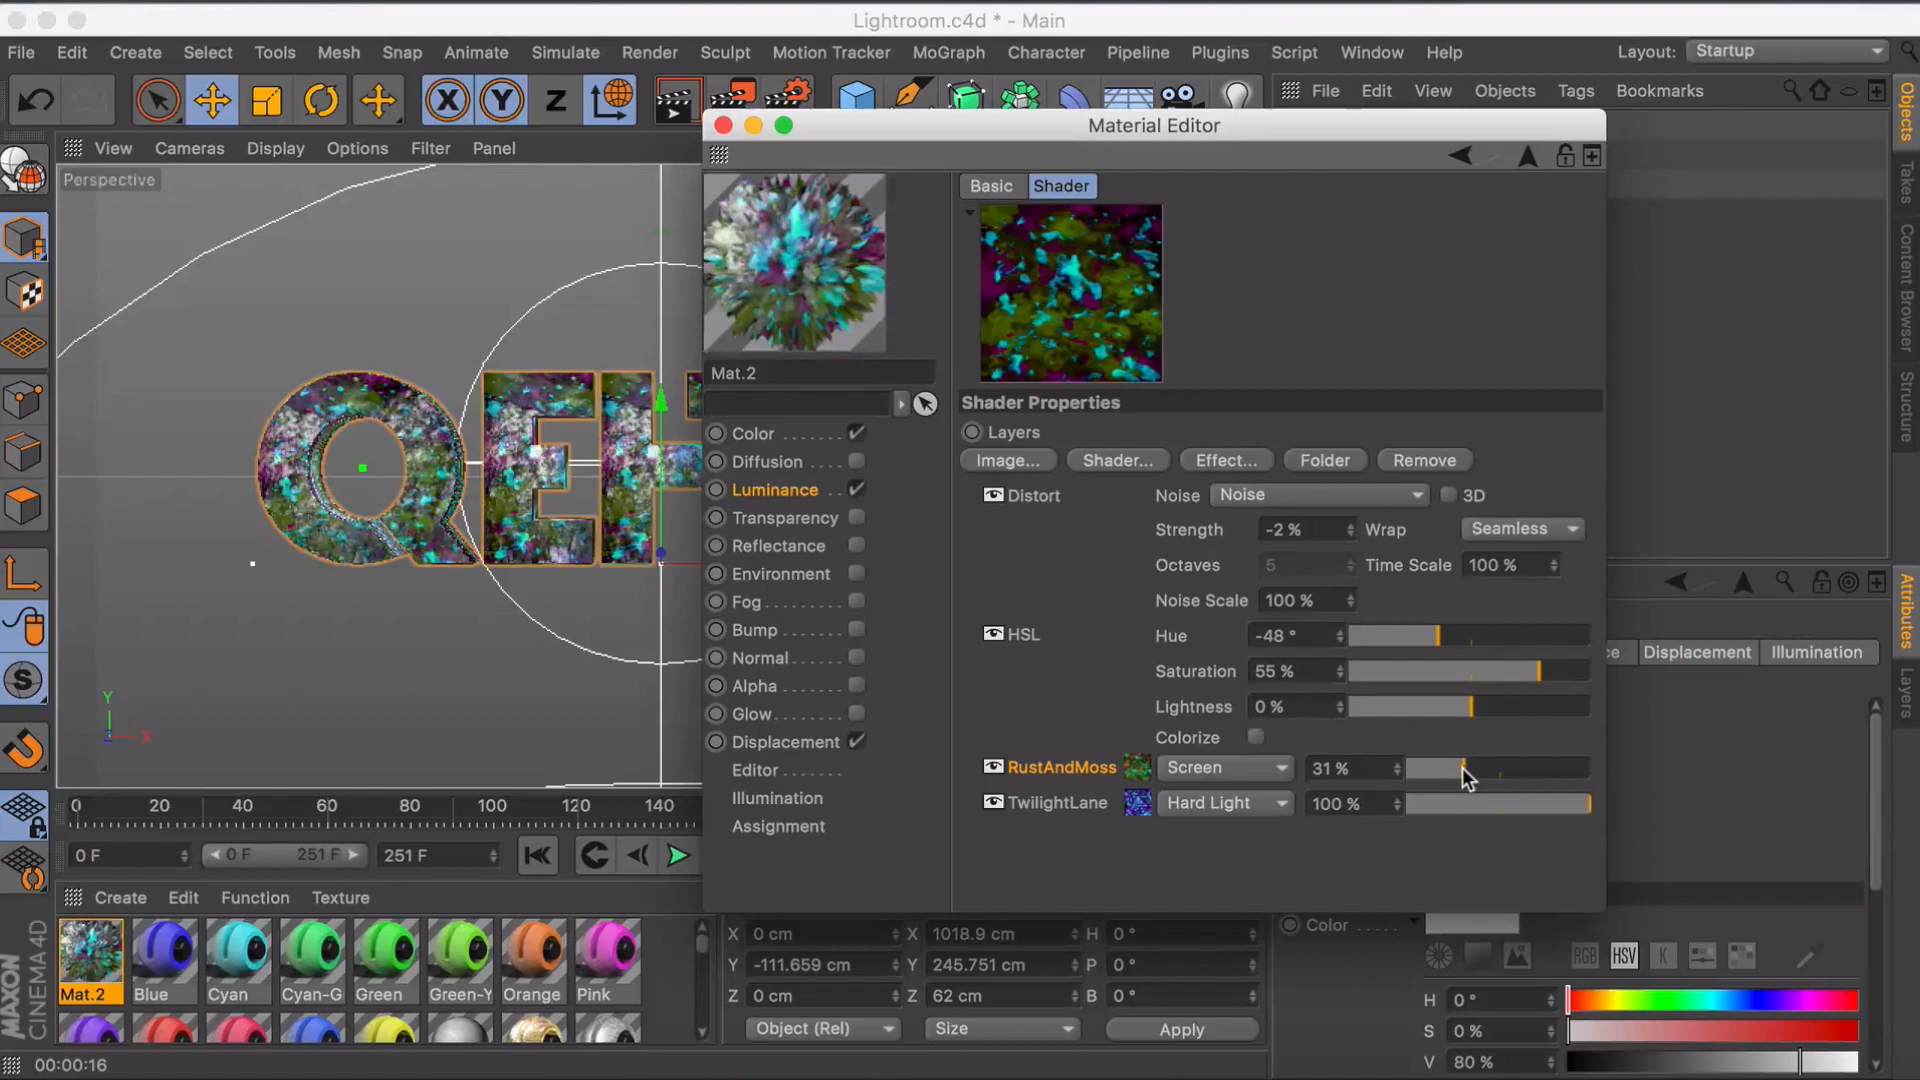 Lightroom.c4d * - Main
File Edit Create Select Tools Mesh Snap Animate Simulate Render Sculpt Motion Tracker MoGraph Character Pipeline Plugins Script Window Help Layout: Startup
X Y Z
File Edit View Objects Tags Bookmarks
Objects
Takes
Content Browser
Structure
Attributes
Layers
View Cameras Display Options Filter Panel
Perspective
QEH
Y
X
Material Editor
Basic Shader
Mat.2
Color
Diffusion
Luminance
Transparency
Reflectance
Environment
Fog
Bump
Normal
Alpha
Glow
Displacement
Editor
Illumination
Assignment
Shader Properties
Layers
Image... Shader... Effect... Folder Remove
Distort Noise Noise 3D
Strength -2 % Wrap Seamless
Octaves 5 Time Scale 100 %
Noise Scale 100 %
HSL Hue -48 °
Saturation 55 %
Lightness 0 %
Colorize
RustAndMoss Screen 31 %
TwilightLane Hard Light 100 %
Displacement Illumination
0 20 40 60 80 100 120 140
0 F 0 F 251 F 251 F
Create Edit Function Texture
Mat.2 Blue Cyan Cyan-G Green Green-Y Orange Pink
X 0 cm X 1018.9 cm H 0 °
Y -111.659 cm Y 245.751 cm P 0 °
Z 0 cm Z 62 cm B 0 °
Object (Rel) Size Apply
Color
RGB HSV K
H 0 °
S 0 %
V 80 %
MAXON
CINEMA 4D
00:00:16